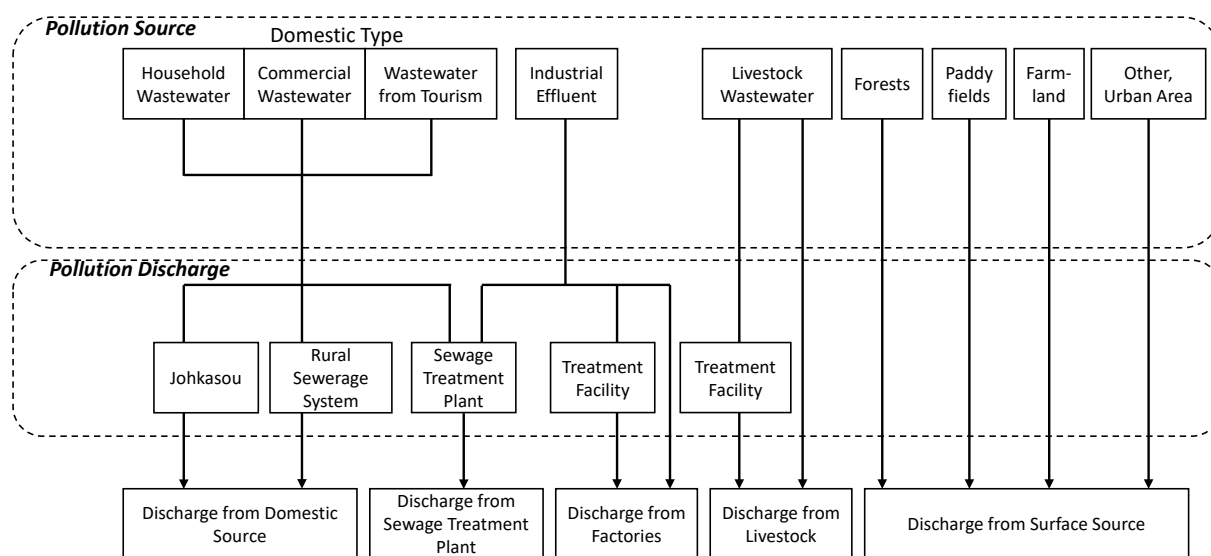 Pollution Source
Domestic Type
Household
Wastewater
Commercial
Wastewater
Wastewater
from Tourism
Industrial
Effluent
Livestock
Wastewater
Forests
Paddy
fields
Farm-
land
Other,
Urban Area
Pollution Discharge
Johkasou
Rural
Sewerage
System
Sewage
Treatment
Plant
Treatment
Facility
Treatment
Facility
Discharge from Domestic
Source
Discharge from
Sewage Treatment
Plant
Discharge from
Factories
Discharge from
Livestock
Discharge from Surface Source